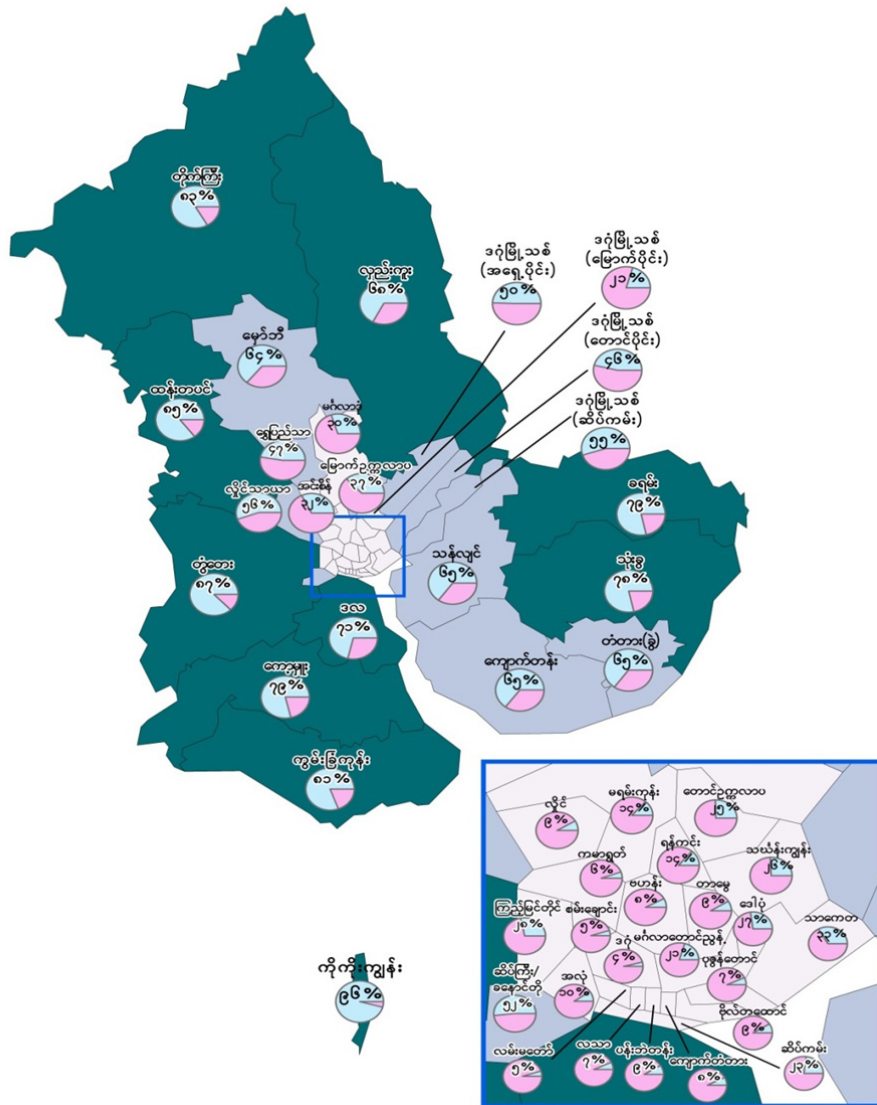 တိုက်ကြီး
၈၃%
လှည်းကူး
၆၈%
ဒဂုံမြို့သစ်
(အရှေ့ပိုင်း)
၅၀%
ဒဂုံမြို့သစ်
(မြောက်ပိုင်း)
၂၁%
ဒဂုံမြို့သစ်
(တောင်ပိုင်း)
၄၆%
ဒဂုံမြို့သစ်
(ဆိပ်ကမ်း)
၅၅%
မှော်ဘီ
၆၄%
ထန်းတပင်
၈၅%
မင်္ဂလာဒုံ
၃၀%
ရွှေပြည်သာ
၄၇%
မြောက်ဥက္ကလာပ
၃၇%
လှိုင်သာယာ
၅၆%
အင်းစိန်
၃၂%
ခရမ်း
၇၉%
သုံးခွ
၇၈%
သန်လျင်
၆၅%
တွံတေး
၈၇%
ဒလ
၇၁%
ကျောက်တန်း
၆၅%
တံတား(ခွဲ)
၆၅%
ကော့မှူး
၇၉%
ကွမ်းခြံကုန်း
၈၁%
ကိုကိုးကျွန်း
၉၆%
လှိုင်
၉%
မရမ်းကုန်း
၁၄%
တောင်ဥက္ကလာပ
၂၅%
ကမာရွတ်
၆%
ရန်ကင်း
၁၄%
သင်္ဃန်းကျွန်း
၂၆%
ဗဟန်း
၈%
တာမွေ
၉%
ဒေါပုံ
၂၇%
သာကေတ
၃၃%
ကြည့်မြင်တိုင်
၂၈%
စမ်းချောင်း
၅%
ဒဂုံ
၄%
မင်္ဂလာတောင်ညွန့်
၂၁%
ပုဇွန်တောင်
၇%
ဆိပ်ကြီး/
ခနောင်တို
၅၂%
အလုံ
၁၀%
ဗိုလ်တထောင်
၉%
လမ်းမတော်
၅%
လသာ
၇%
ပန်းဘဲတန်း
၉%
ကျောက်တံတား
၈%
ဆိပ်ကမ်း
၂၃%